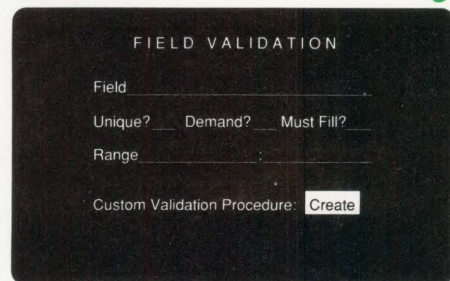 FIELD VALIDATION
Field
Unique? Demand? Must Fill?
Range :
Custom Validation Procedure: Create